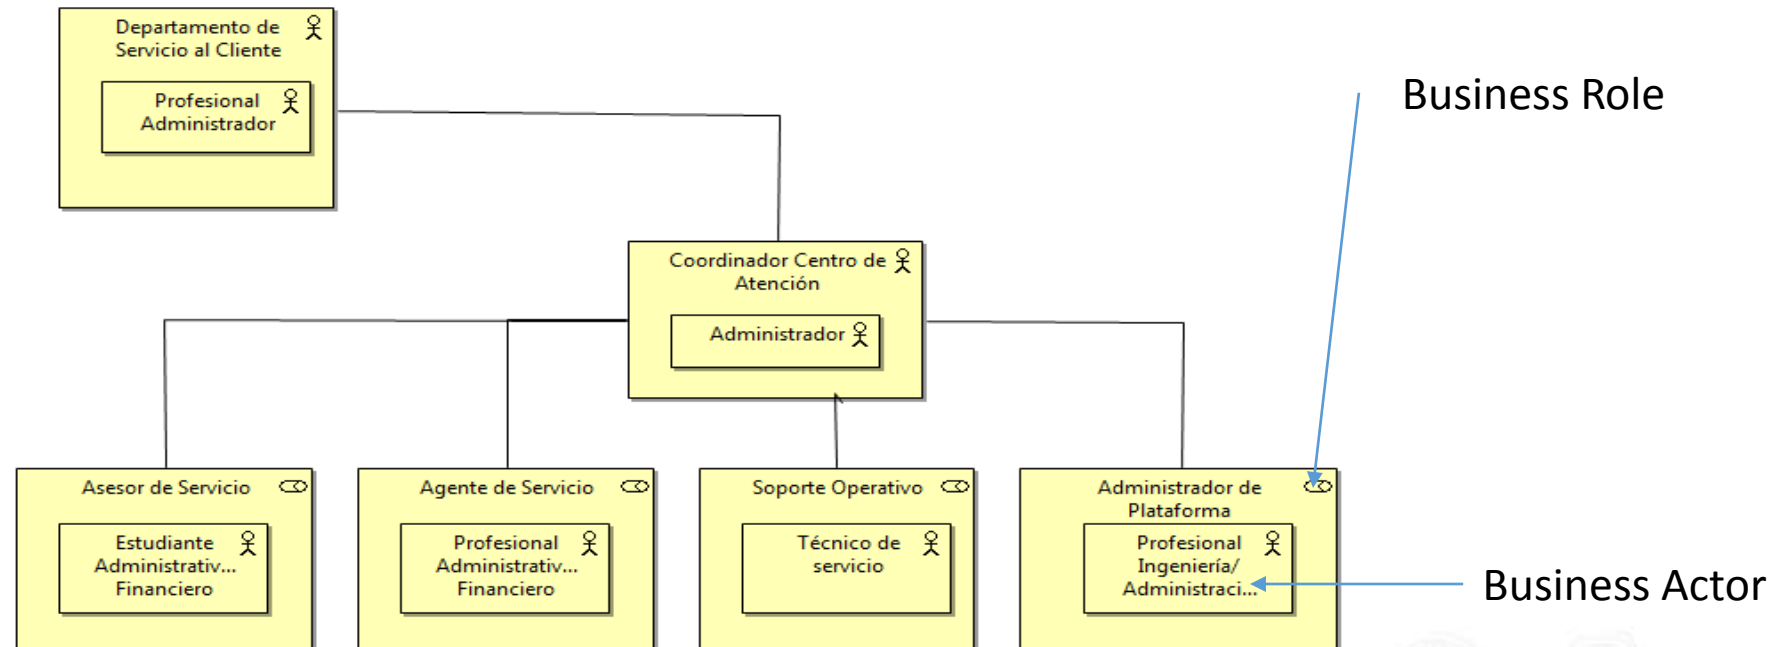 Departamento de
Servicio al Cliente
Profesional
Administrador
Business Role
Coordinador Centro de
Atención
Administrador
Asesor de Servicio
Estudiante
Administrativ...
Financiero
Agente de Servicio
Profesional
Administrativ...
Financiero
Soporte Operativo
Técnico de
servicio
Administrador de
Plataforma
Profesional
Ingeniería/
Administraci...
Business Actor